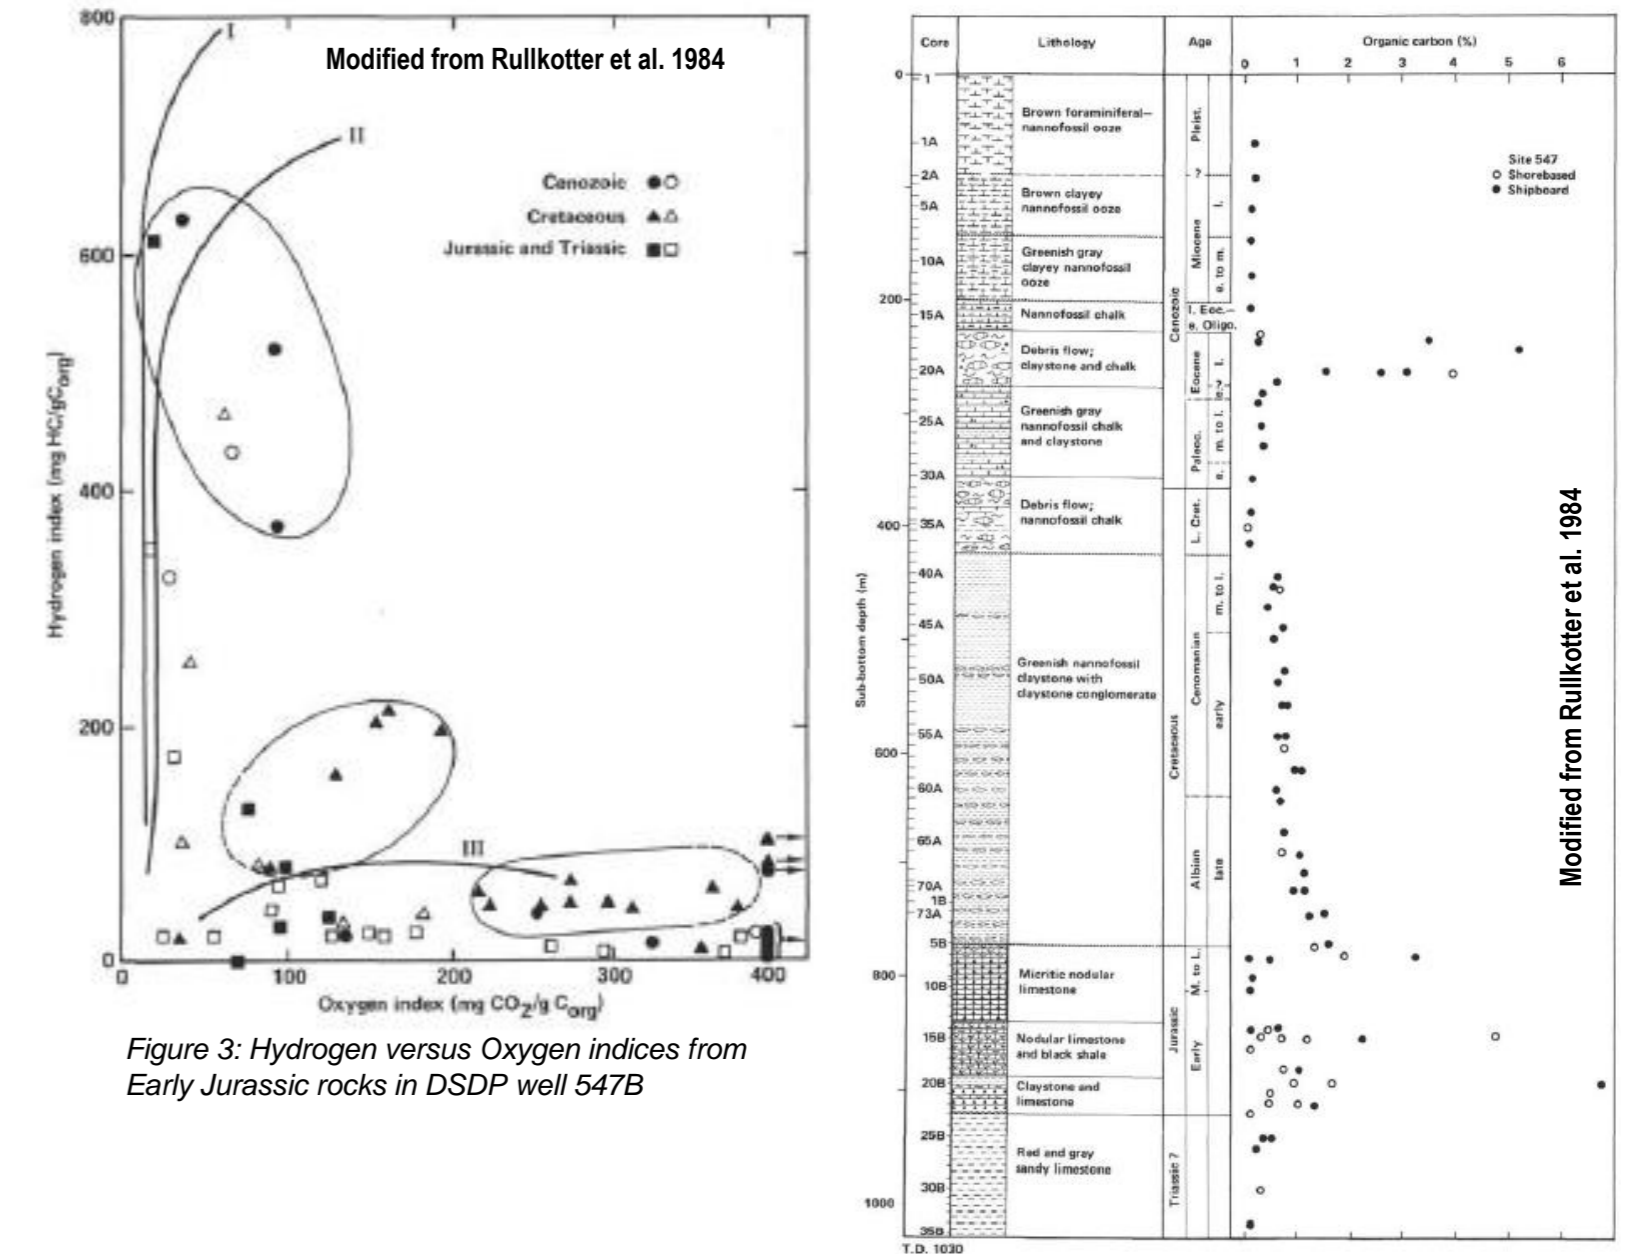 800
600
400
200
0
Hydrogen index (mg HC/gCorg)
I
II
III
Modified from Rullkotter et al. 1984
Cenozoic
Cretaceous
Jurassic and Triassic
0 100 200 300 400
Oxygen index (mg CO2/g Corg)
Figure 3: Hydrogen versus Oxygen indices from
Early Jurassic rocks in DSDP well 547B
Core Lithology Age Organic carbon (%)
0 1 2 3 4 5 6
Site 547
Shorebased
Shipboard
Sub-bottom depth (m)
0
200
400
600
800
1000
1
1A
2A
5A
10A
15A
20A
25A
30A
35A
40A
45A
50A
55A
60A
65A
70A
1B
73A
5B
10B
15B
20B
25B
30B
35B
T.D. 1030
Brown foraminiferal–
nannofossil ooze
Brown clayey
nannofossil ooze
Greenish gray
clayey nannofossil
ooze
Nannofossil chalk
Debris flow;
claystone and chalk
Greenish gray
nannofossil chalk
and claystone
Debris flow;
nannofossil chalk
Greenish nannofossil
claystone with
claystone conglomerate
Micritic nodular
limestone
Nodular limestone
and black shale
Claystone and
limestone
Red and gray
sandy limestone
Cenozoic
Cretaceous
Jurassic
Triassic ?
Pleist.
?
Miocene
l.
e. to m.
l. Eoc.–
e. Oligo.
Eocene
l.
e.?
Paleoc.
m. to l.
e.
L. Cret.
Cenomanian
m. to l.
early
Albian
late
M. to L.
Early
Modified from Rullkotter et al. 1984